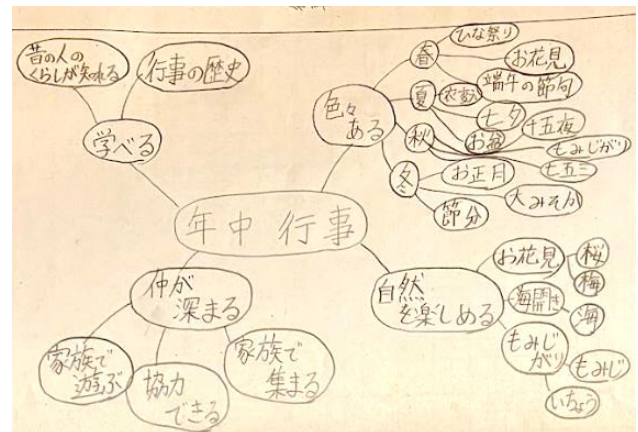 昔の人の
くらしが知れる
行事の歴史
学べる
色々
ある
春
ひな祭り
お花見
端午の節句
夏
衣がえ
七夕
お盆
秋
十五夜
もみじがり
七五三
冬
お正月
大みそか
節分
年中 行事
仲が
深まる
家族で
遊ぶ
協力
できる
家族で
集まる
自然
を楽しめる
お花見
桜
梅
海開き
海
もみじ
がり
もみじ
いちょう